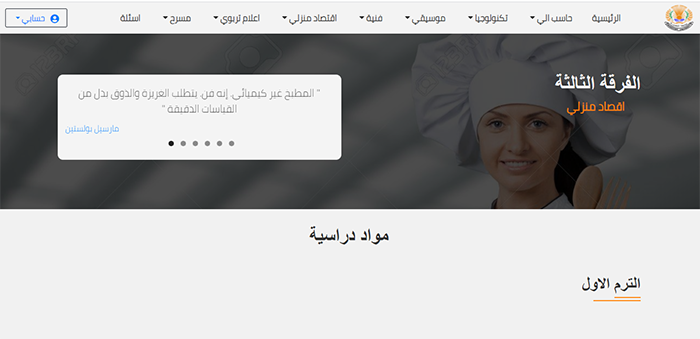 الرئيسية حاسب الي تكنولوجيا موسيقي فنية اقتصاد منزلي اعلام تربوي مسرح اسئلة حسابي
الفرقة الثالثة
اقصاد منزلي
" المطبخ غير كيميائي. إنه فن. يتطلب الغريزة والذوق بدل من
القياسات الدقيقة "
مارسيل بولستين
مواد دراسية
الترم الاول